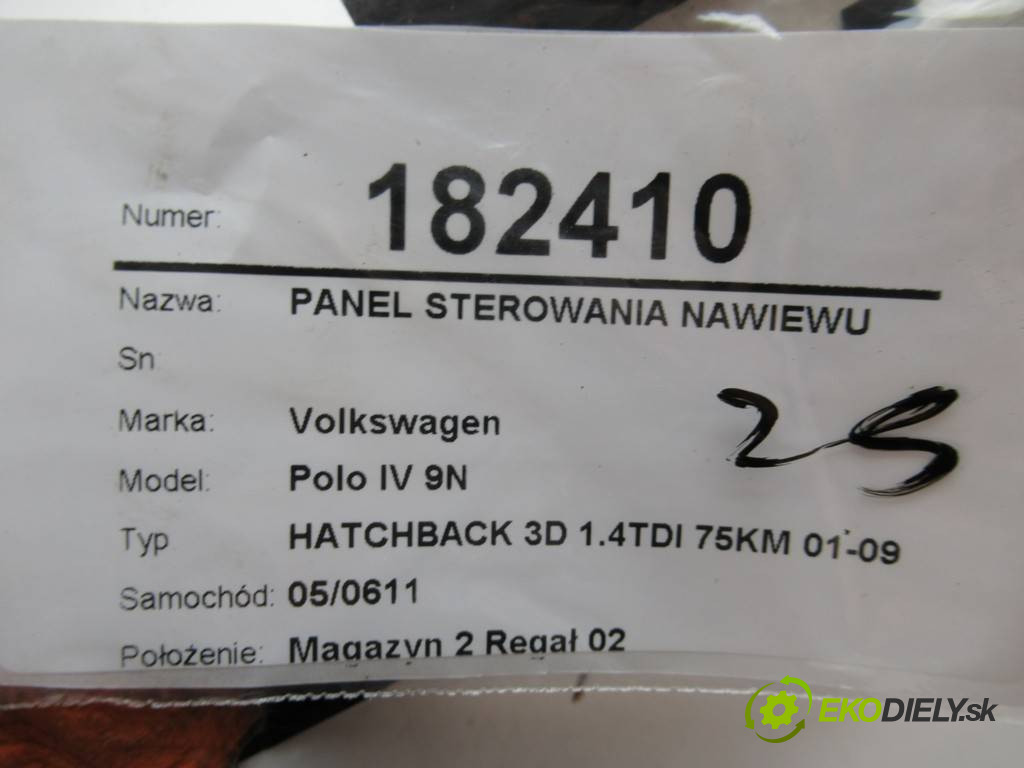 Numer: 182410
Nazwa: PANEL STEROWANIA NAWIEWU
Sn
Marka: Volkswagen
25
Model: Polo IV 9N
Typ HATCHBACK 3D 1.4TDI 75KM 01-09
Samochód: 05/0611
Położenie: Magazyn 2 Regał 02
EKODIELY.sk